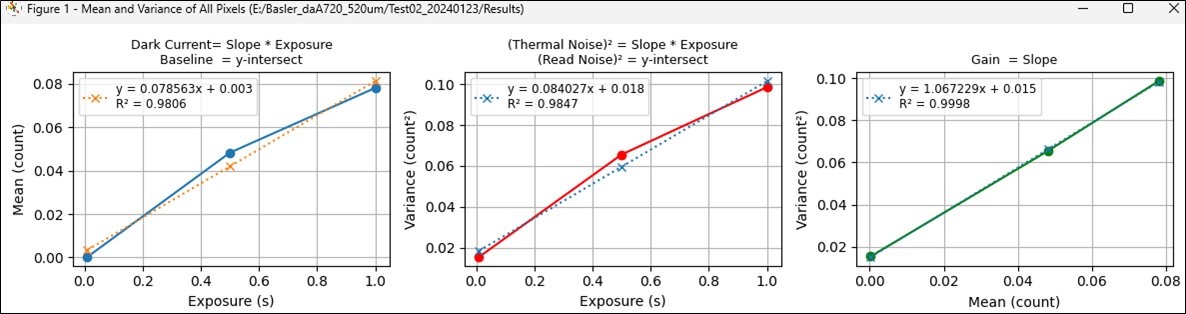 Figure 1 - Mean and Variance of All Pixels (E:/Basler_daA720_520um/Test02_20240123/Results)
Dark Current= Slope * Exposure
Baseline  = y-intersect
y = 0.078563x + 0.003
R² = 0.9806
0.08
0.06
0.04
0.02
0.00
Mean (count)
0.0 0.2 0.4 0.6 0.8 1.0
Exposure (s)
(Thermal Noise)² = Slope * Exposure
(Read Noise)² = y-intersect
y = 0.084027x + 0.018
R² = 0.9847
0.10
0.08
0.06
0.04
0.02
Variance (count²)
0.0 0.2 0.4 0.6 0.8 1.0
Exposure (s)
Gain  = Slope
y = 1.067229x + 0.015
R² = 0.9998
0.10
0.08
0.06
0.04
0.02
Variance (count²)
0.00 0.02 0.04 0.06 0.08
Mean (count)